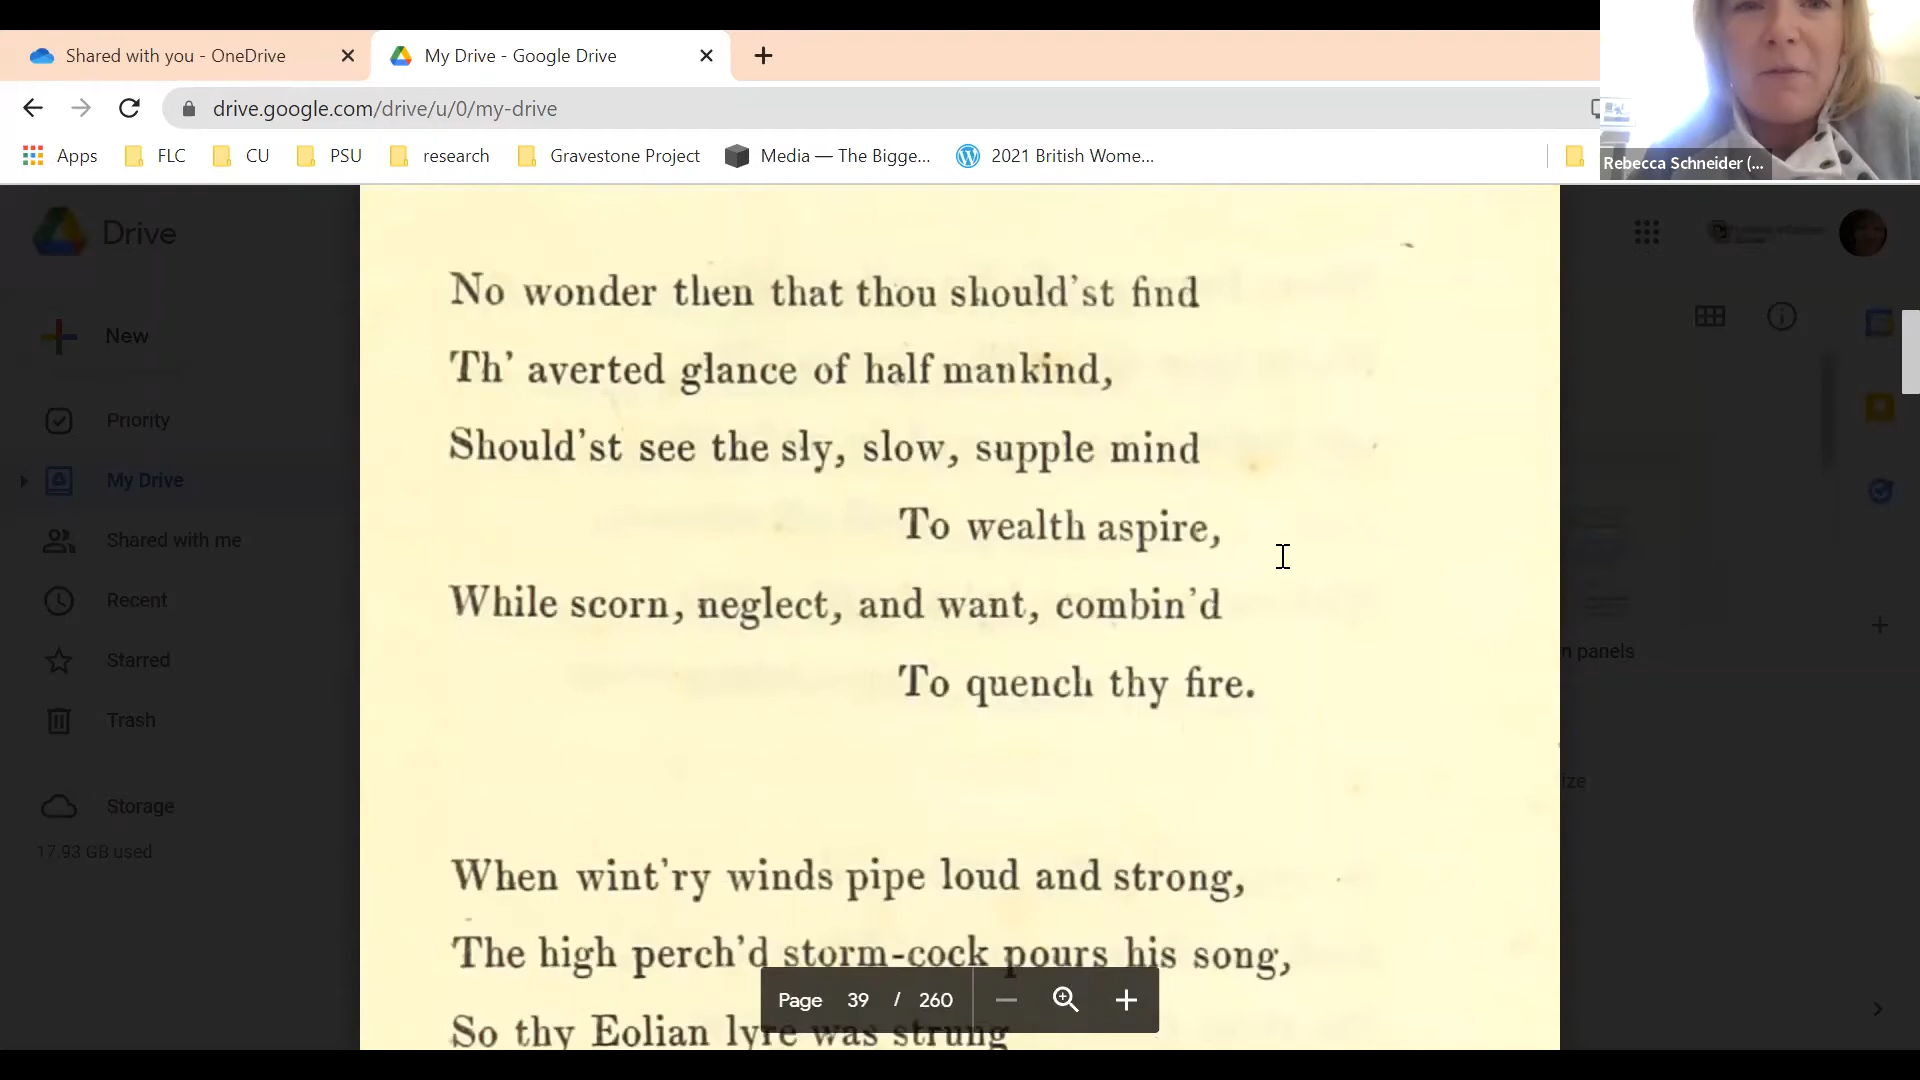 Shared with you - OneDrive
My Drive - Google Drive
drive.google.com/drive/u/0/my-drive
Apps
FLC
CU
PSU
research
Gravestone Project
Media — The Bigge...
2021 British Wome...
Rebecca Schneider (...
Drive
New
Priority
My Drive
Shared with me
Recent
Starred
Trash
Storage
17.93 GB used
No wonder then that thou should'st find
Th' averted glance of half mankind,
Should'st see the sly, slow, supple mind
To wealth aspire,
While scorn, neglect, and want, combin'd
To quench thy fire.
When wint'ry winds pipe loud and strong,
The high perch'd storm-cock pours his song,
So thy Eolian lyre was strung
Page 39 / 260
n panels
ize